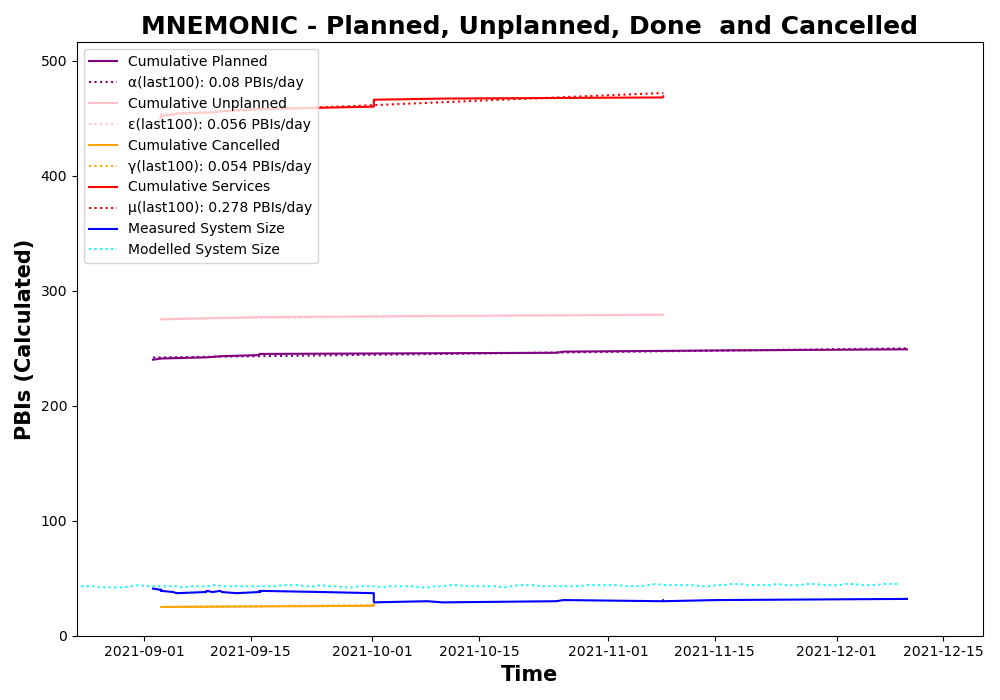 MNEMONIC - Planned, Unplanned, Done  and Cancelled
Cumulative Planned
α(last100): 0.08 PBIs/day
Cumulative Unplanned
ε(last100): 0.056 PBIs/day
Cumulative Cancelled
γ(last100): 0.054 PBIs/day
Cumulative Services
μ(last100): 0.278 PBIs/day
Measured System Size
Modelled System Size
PBIs (Calculated)
500
400
300
200
100
0
2021-09-01 2021-09-15 2021-10-01 2021-10-15 2021-11-01 2021-11-15 2021-12-01 2021-12-15
Time